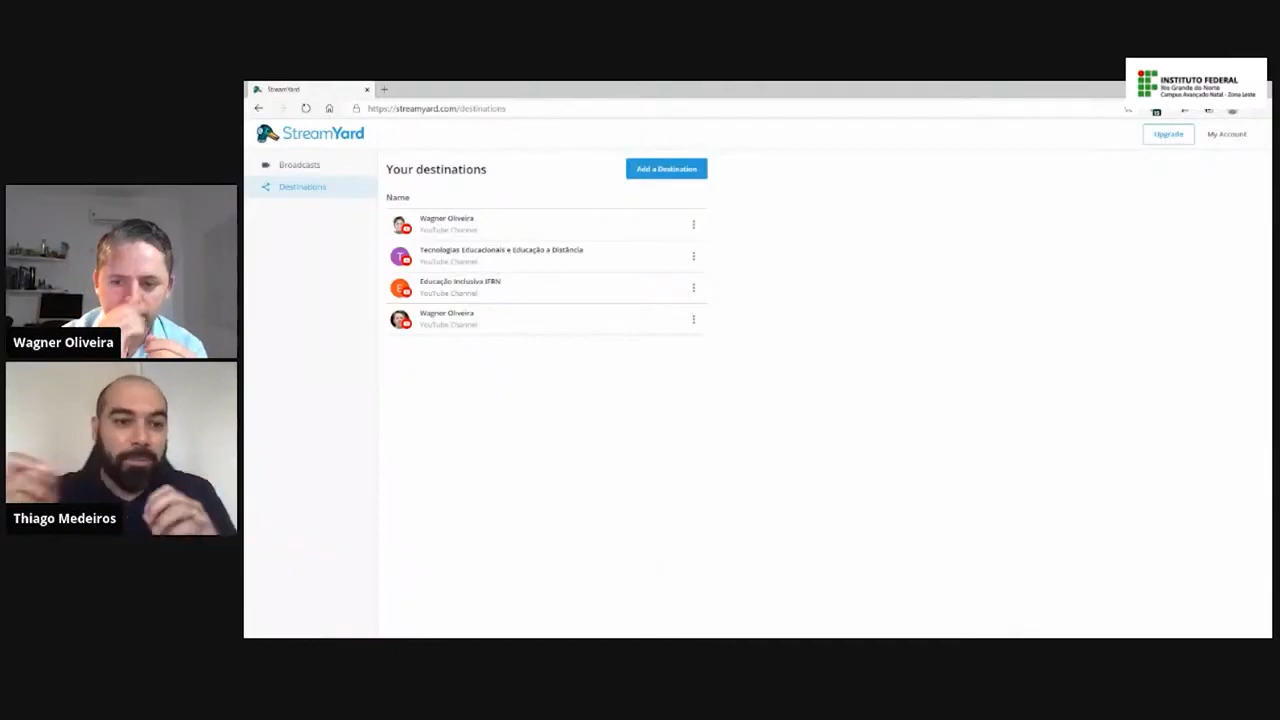 INSTITUTO FEDERAL
Rio Grande do Norte
Campus Avançado Natal - Zona Leste
StreamYard
https://streamyard.com/destinations
StreamYard
Upgrade
My Account
Broadcasts
Destinations
Your destinations
Add a Destination
Name
Wagner Oliveira
YouTube Channel
Tecnologias Educacionais e Educação a Distância
YouTube Channel
E
Educação Inclusiva IFRN
YouTube Channel
Wagner Oliveira
YouTube Channel
T
Wagner Oliveira
Thiago Medeiros